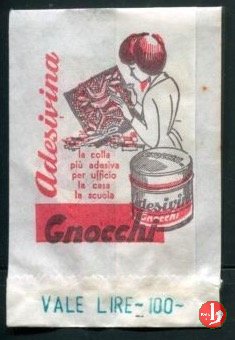 Adesivina
la colla
più adesiva
per ufficio
la casa
la scuola
Adesivina
Gnocchi
Gnocchi
VALE LIRE ~ 100 ~